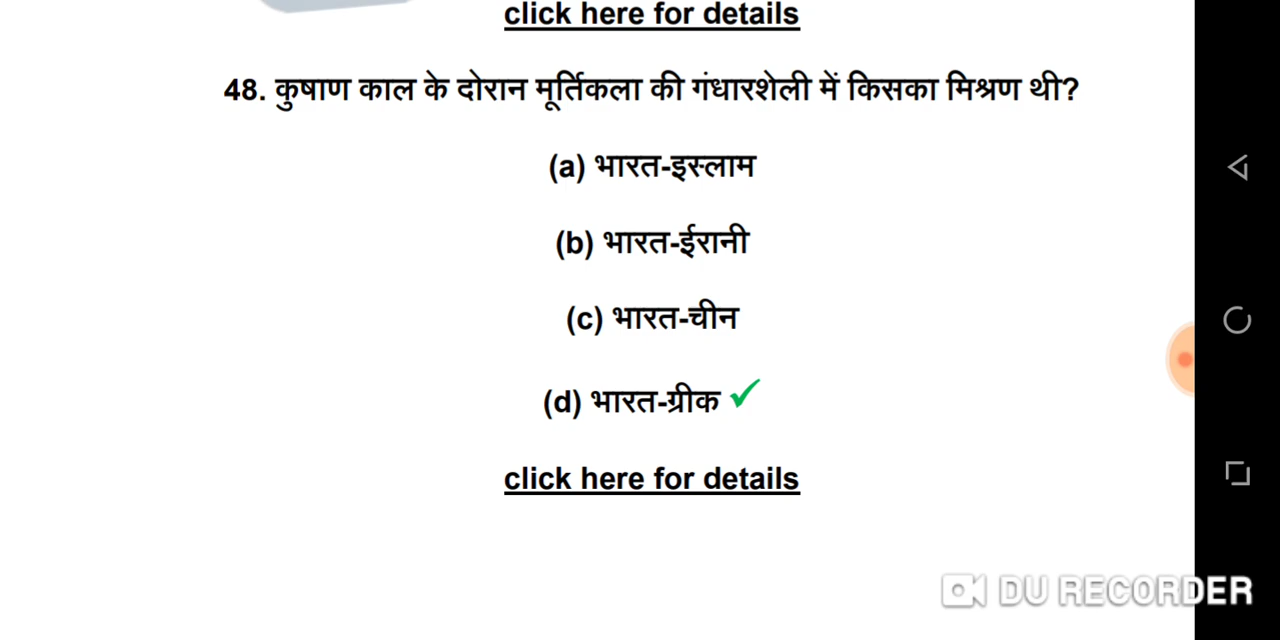 click here for details
48. कुषाण काल के दोरान मूर्तिकला की गंधारशेली में किसका मिश्रण थी?
(a) भारत-इस्लाम
(b) भारत-ईरानी
(c) भारत-चीन
(d) भारत-ग्रीक
click here for details
DU RECORDER